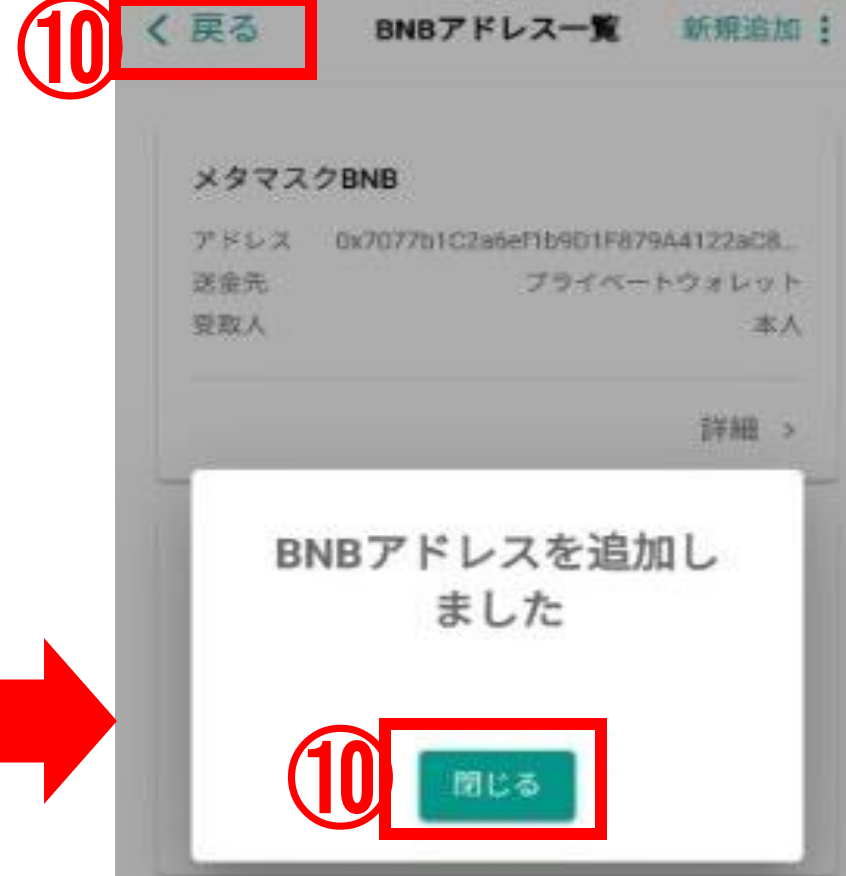 ⑩
< 戻る BNBアドレス一覧 新規追加 ⋮
メタマスクBNB
アドレス 0x7077b1C2a6ef1b9D1F879A4122aC8...
送金先 プライベートウォレット
受取人 本人
詳細 >
BNBアドレスを追加し
ました
⑩
閉じる